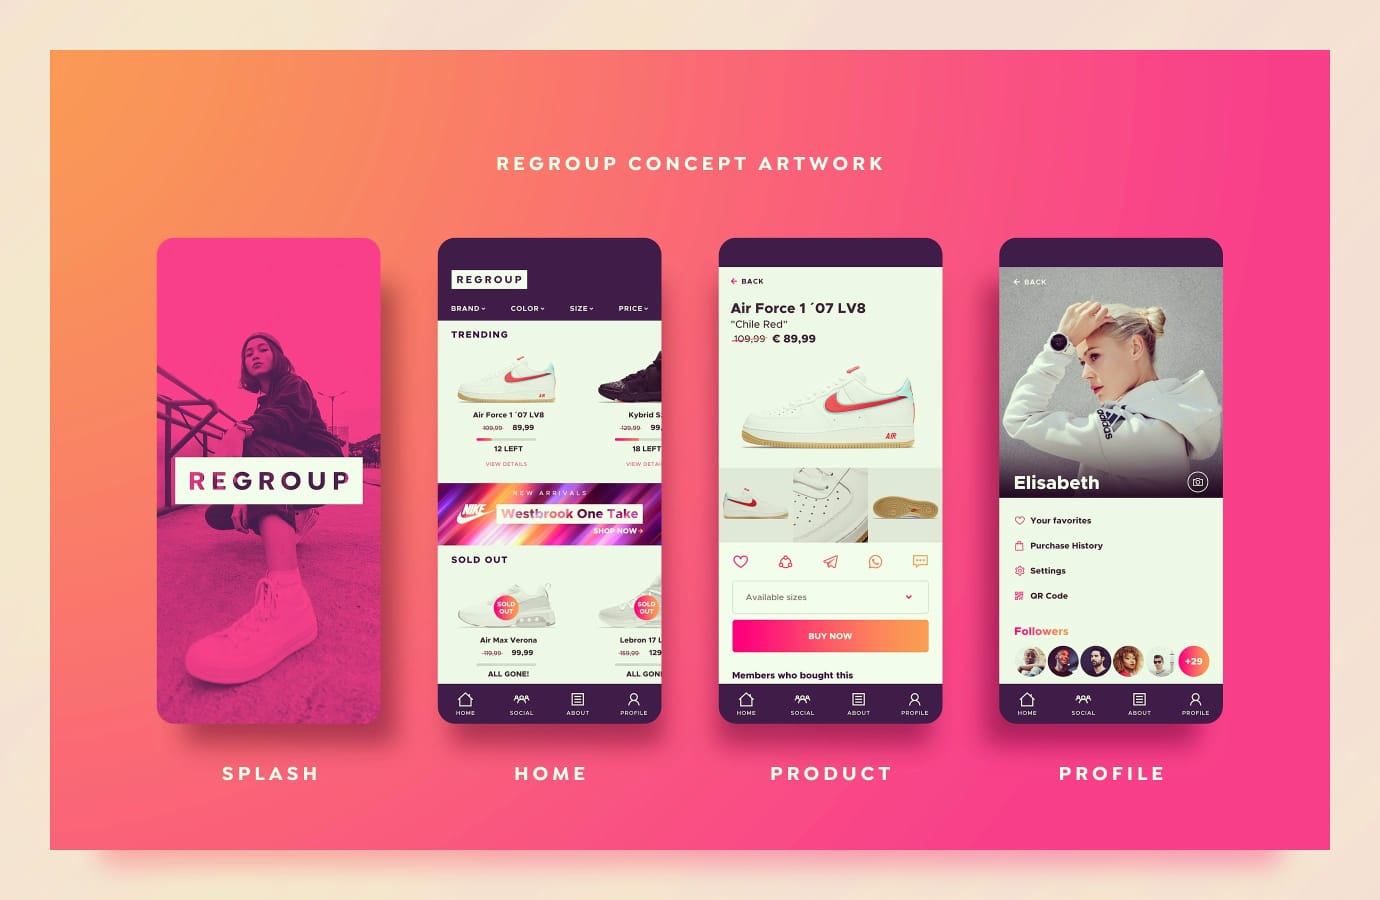 REGROUP CONCEPT ARTWORK
REGROUP
SPLASH
REGROUP
BRAND COLOR SIZE PRICE
TRENDING
Air Force 1 ´07 LV8
109,99 89,99
12 LEFT
VIEW DETAILS
Kybrid S
129,99 99
18 LEFT
VIEW DETA
NEW ARRIVALS
NIKE
Westbrook One Take
SHOP NOW
SOLD OUT
SOLD
OUT
Air Max Verona
119,99 99,99
ALL GONE!
SOLD
OUT
Lebron 17 L
159,99 129
ALL GON
HOME SOCIAL ABOUT PROFILE
HOME
BACK
Air Force 1 ´07 LV8
"Chile Red"
109,99 € 89,99
AIR
Available sizes
BUY NOW
Members who bought this
HOME SOCIAL ABOUT PROFILE
PRODUCT
BACK
adidas
Elisabeth
Your favorites
Purchase History
Settings
QR Code
Followers
+29
HOME SOCIAL ABOUT PROFILE
PROFILE